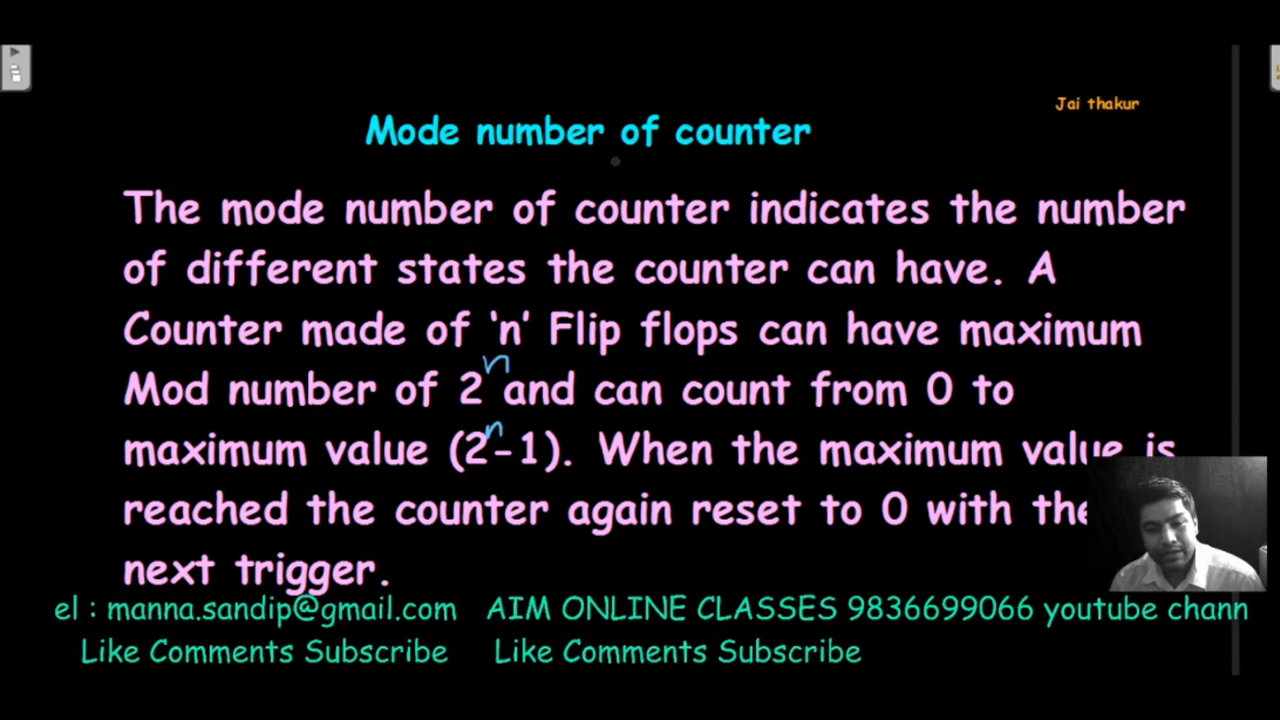 Jai thakur
Mode number of counter
The mode number of counter indicates the number
of different states the counter can have. A
Counter made of ‘n’ Flip flops can have maximum
Mod number of 2ⁿ and can count from 0 to
maximum value (2ⁿ-1). When the maximum value is
reached the counter again reset to 0 with the
next trigger.
el : manna.sandip@gmail.com AIM ONLINE CLASSES 9836699066 youtube chann
Like Comments Subscribe Like Comments Subscribe